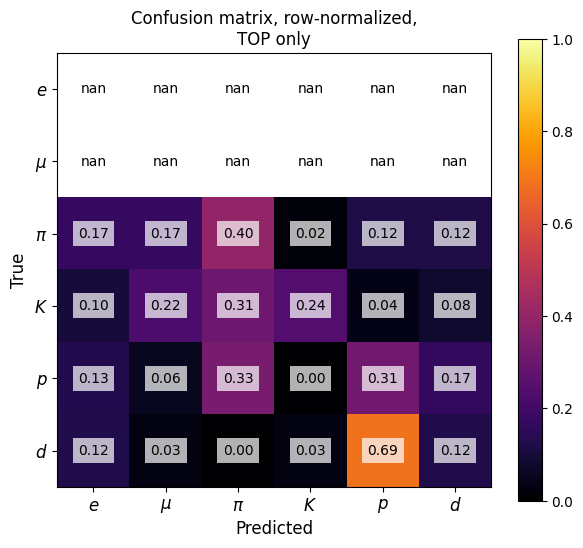 Confusion matrix, row-normalized,
TOP only
1.0
e nan nan nan nan nan nan
0.8
μ nan nan nan nan nan nan
0.6
π 0.17 0.17 0.40 0.02 0.12 0.12
True
K 0.10 0.22 0.31 0.24 0.04 0.08
0.4
p 0.13 0.06 0.33 0.00 0.31 0.17
0.2
d 0.12 0.03 0.00 0.03 0.69 0.12
0.0
e μ π K p d
Predicted